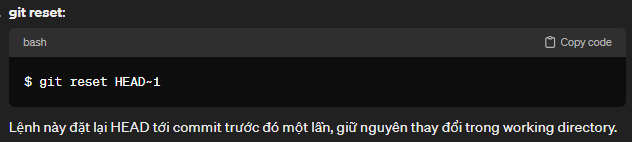 git reset:
bash
Copy code
$ git reset HEAD~1
Lệnh này đặt lại HEAD tới commit trước đó một lần, giữ nguyên thay đổi trong working directory.